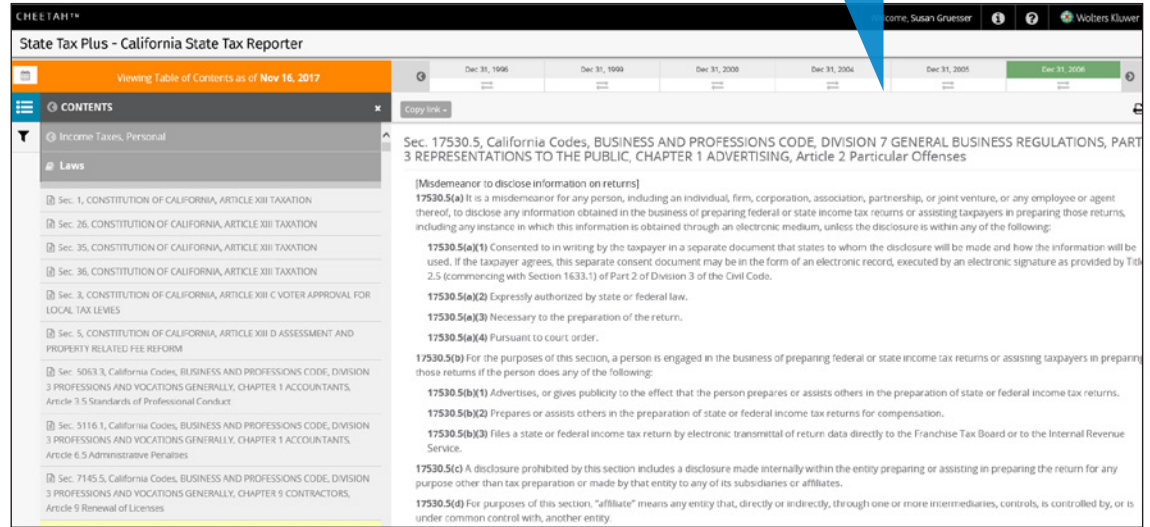 CHEETAH™
Welcome, Susan Gruesser
Wolters Kluwer
State Tax Plus - California State Tax Reporter
Viewing Table of Contents as of Nov 16, 2017
Dec 31, 1996
Dec 31, 1999
Dec 31, 2000
Dec 31, 2004
Dec 31, 2005
Dec 31, 2006
CONTENTS
x
Copy link
Income Taxes, Personal
Laws
Sec. 1, CONSTITUTION OF CALIFORNIA, ARTICLE XIII TAXATION
Sec. 26, CONSTITUTION OF CALIFORNIA, ARTICLE XIII TAXATION
Sec. 35, CONSTITUTION OF CALIFORNIA, ARTICLE XIII TAXATION
Sec. 36, CONSTITUTION OF CALIFORNIA, ARTICLE XIII TAXATION
Sec. 3, CONSTITUTION OF CALIFORNIA, ARTICLE XIII C VOTER APPROVAL FOR
LOCAL TAX LEVIES
Sec. 5, CONSTITUTION OF CALIFORNIA, ARTICLE XIII D ASSESSMENT AND
PROPERTY RELATED FEE REFORM
Sec. 5063.3, California Codes, BUSINESS AND PROFESSIONS CODE, DIVISION
3 PROFESSIONS AND VOCATIONS GENERALLY, CHAPTER 1 ACCOUNTANTS,
Article 3.5 Standards of Professional Conduct
Sec. 5116.1, California Codes, BUSINESS AND PROFESSIONS CODE, DIVISION
3 PROFESSIONS AND VOCATIONS GENERALLY, CHAPTER 1 ACCOUNTANTS,
Article 6.5 Administrative Penalties
Sec. 7145.5, California Codes, BUSINESS AND PROFESSIONS CODE, DIVISION
3 PROFESSIONS AND VOCATIONS GENERALLY, CHAPTER 9 CONTRACTORS,
Article 9 Renewal of Licenses
Sec. 17530.5, California Codes, BUSINESS AND PROFESSIONS CODE, DIVISION 7 GENERAL BUSINESS REGULATIONS, PART
3 REPRESENTATIONS TO THE PUBLIC, CHAPTER 1 ADVERTISING, Article 2 Particular Offenses
[Misdemeanor to disclose information on returns]
17530.5(a) It is a misdemeanor for any person, including an individual, firm, corporation, association, partnership, or joint venture, or any employee or agent
thereof, to disclose any information obtained in the business of preparing federal or state income tax returns or assisting taxpayers in preparing those returns,
including any instance in which this information is obtained through an electronic medium, unless the disclosure is within any of the following:
17530.5(a)(1) Consented to in writing by the taxpayer in a separate document that states to whom the disclosure will be made and how the information will be
used. If the taxpayer agrees, this separate consent document may be in the form of an electronic record, executed by an electronic signature as provided by Title
2.5 (commencing with Section 1633.1) of Part 2 of Division 3 of the Civil Code.
17530.5(a)(2) Expressly authorized by state or federal law.
17530.5(a)(3) Necessary to the preparation of the return.
17530.5(a)(4) Pursuant to court order.
17530.5(b) For the purposes of this section, a person is engaged in the business of preparing federal or state income tax returns or assisting taxpayers in preparing
those returns if the person does any of the following:
17530.5(b)(1) Advertises, or gives publicity to the effect that the person prepares or assists others in the preparation of state or federal income tax returns.
17530.5(b)(2) Prepares or assists others in the preparation of state or federal income tax returns for compensation.
17530.5(b)(3) Files a state or federal income tax return by electronic transmittal of return data directly to the Franchise Tax Board or to the Internal Revenue
Service.
17530.5(c) A disclosure prohibited by this section includes a disclosure made internally within the entity preparing or assisting in preparing the return for any
purpose other than tax preparation or made by that entity to any of its subsidiaries or affiliates.
17530.5(d) For purposes of this section, "affiliate" means any entity that, directly or indirectly, through one or more intermediaries, controls, is controlled by, or is
under common control with, another entity.